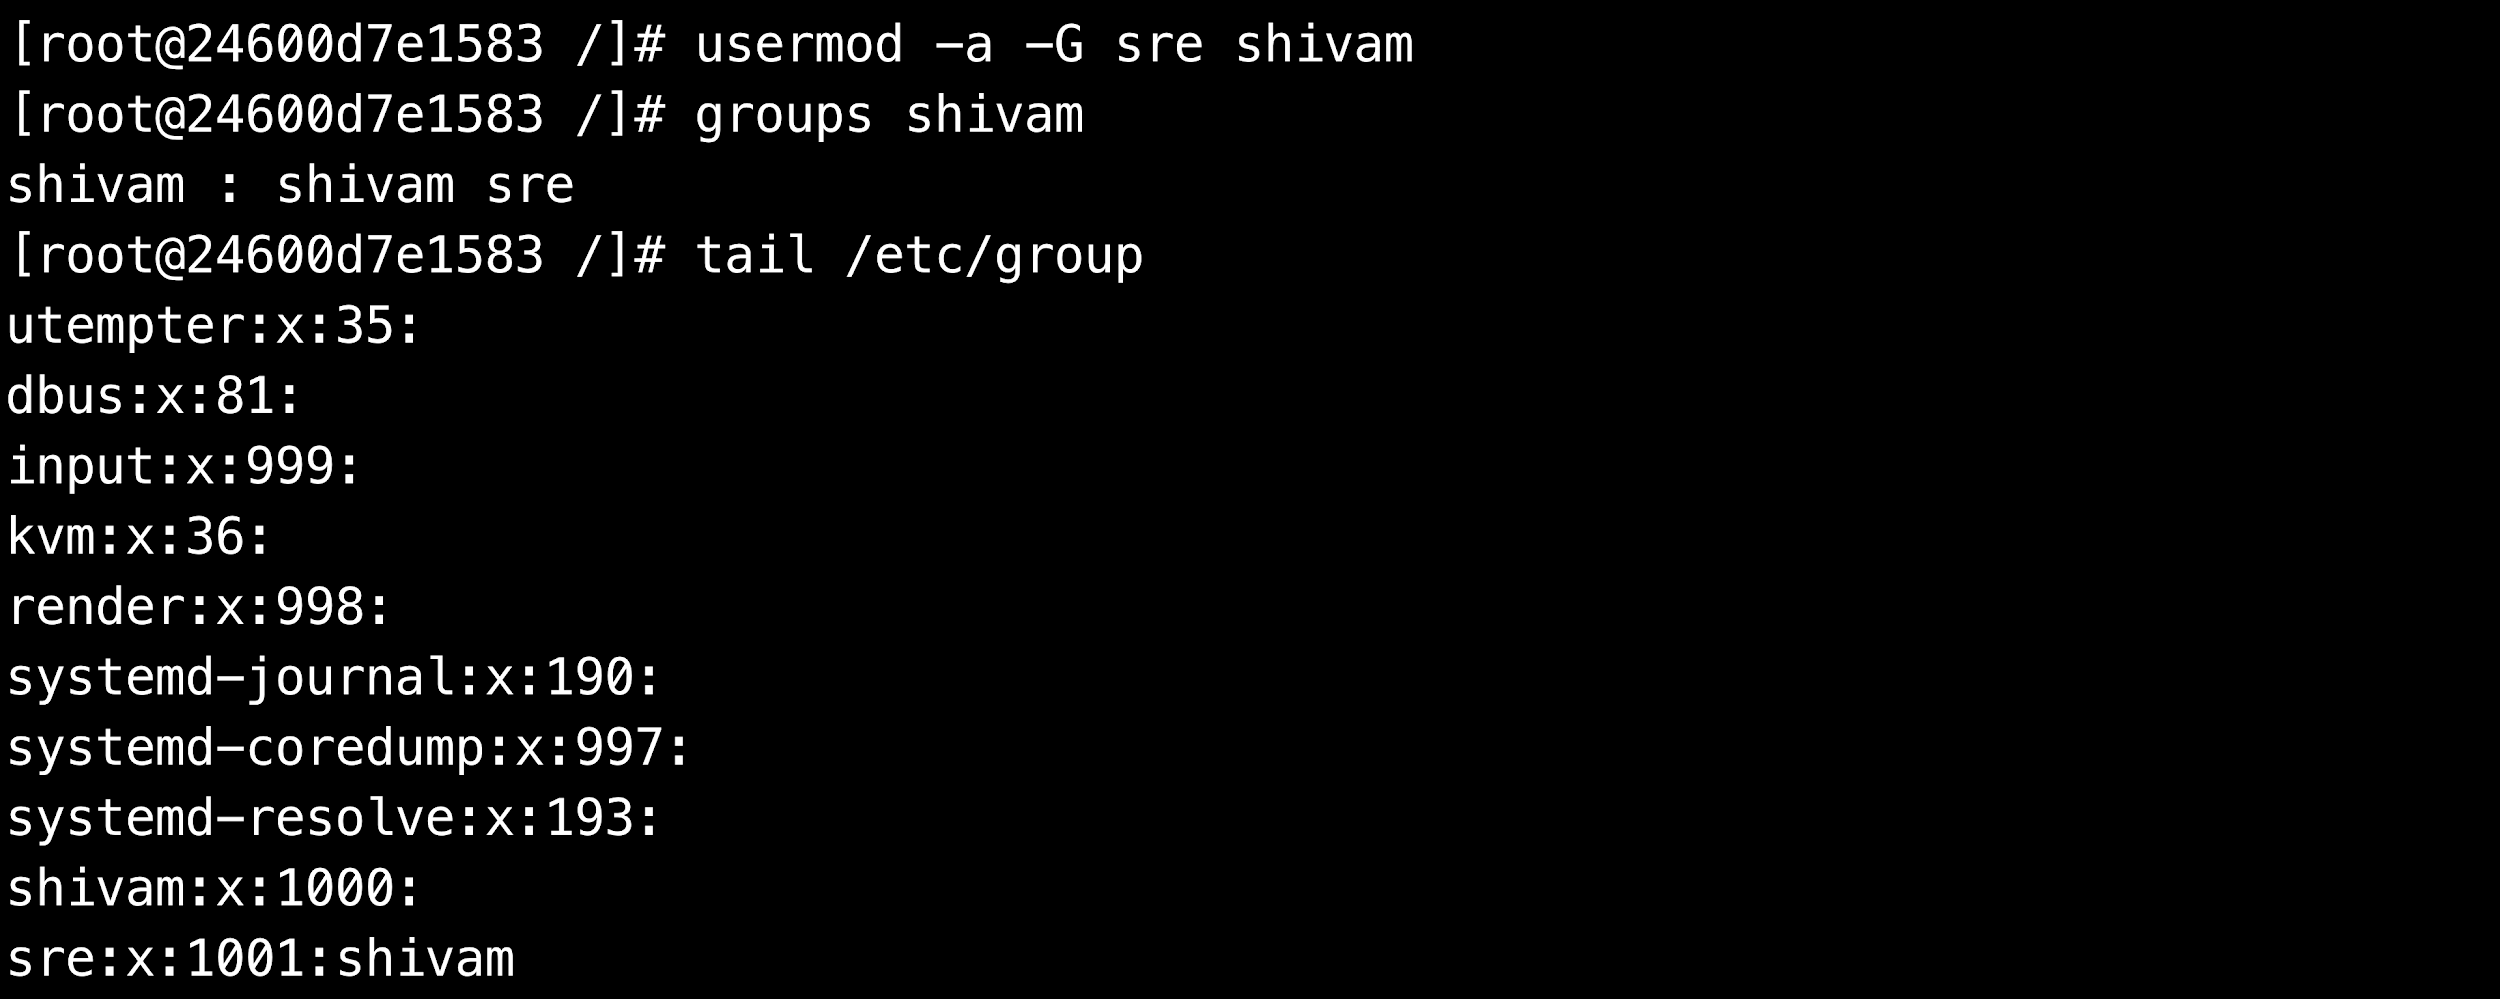 [root@24600d7e1583 /]# usermod -a -G sre shivam
[root@24600d7e1583 /]# groups shivam
shivam : shivam sre
[root@24600d7e1583 /]# tail /etc/group
utempter:x:35:
dbus:x:81:
input:x:999:
kvm:x:36:
render:x:998:
systemd-journal:x:190:
systemd-coredump:x:997:
systemd-resolve:x:193:
shivam:x:1000:
sre:x:1001:shivam